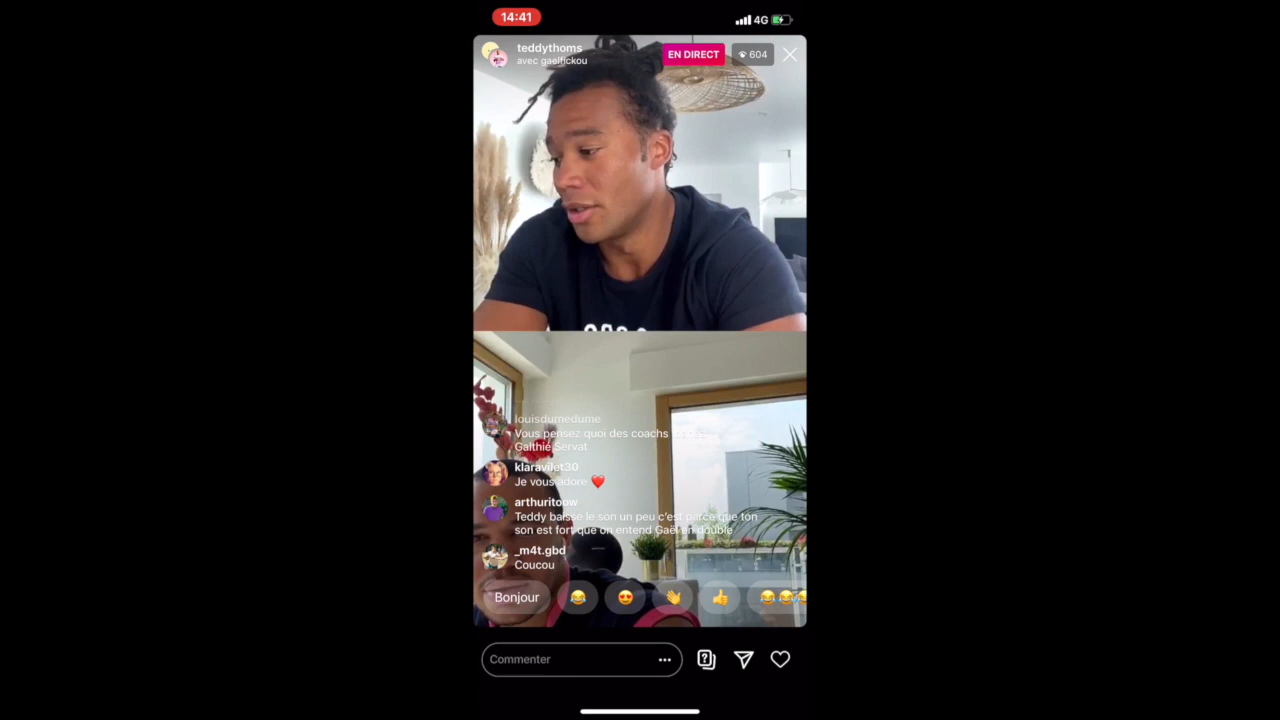 14:41
4G
teddythoms
avec gaelfickou
EN DIRECT
604
louisdumedume
Vous pensez quoi des coachs
Galthié Servat
klaravilet30
Je vous adore ❤️
arthuritoow
Teddy baisse le son un peu c'est parce que ton
son est fort que on entend Gaël en double
_m4t.gbd
Coucou
Bonjour
Commenter